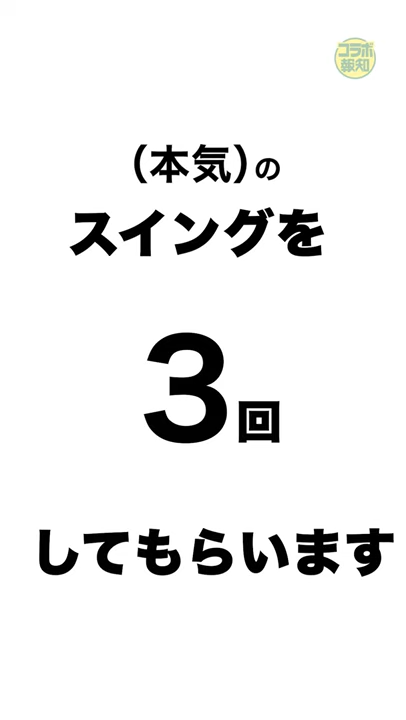 コラボ
報知
（本気）の
スイングを
3回
してもらいます